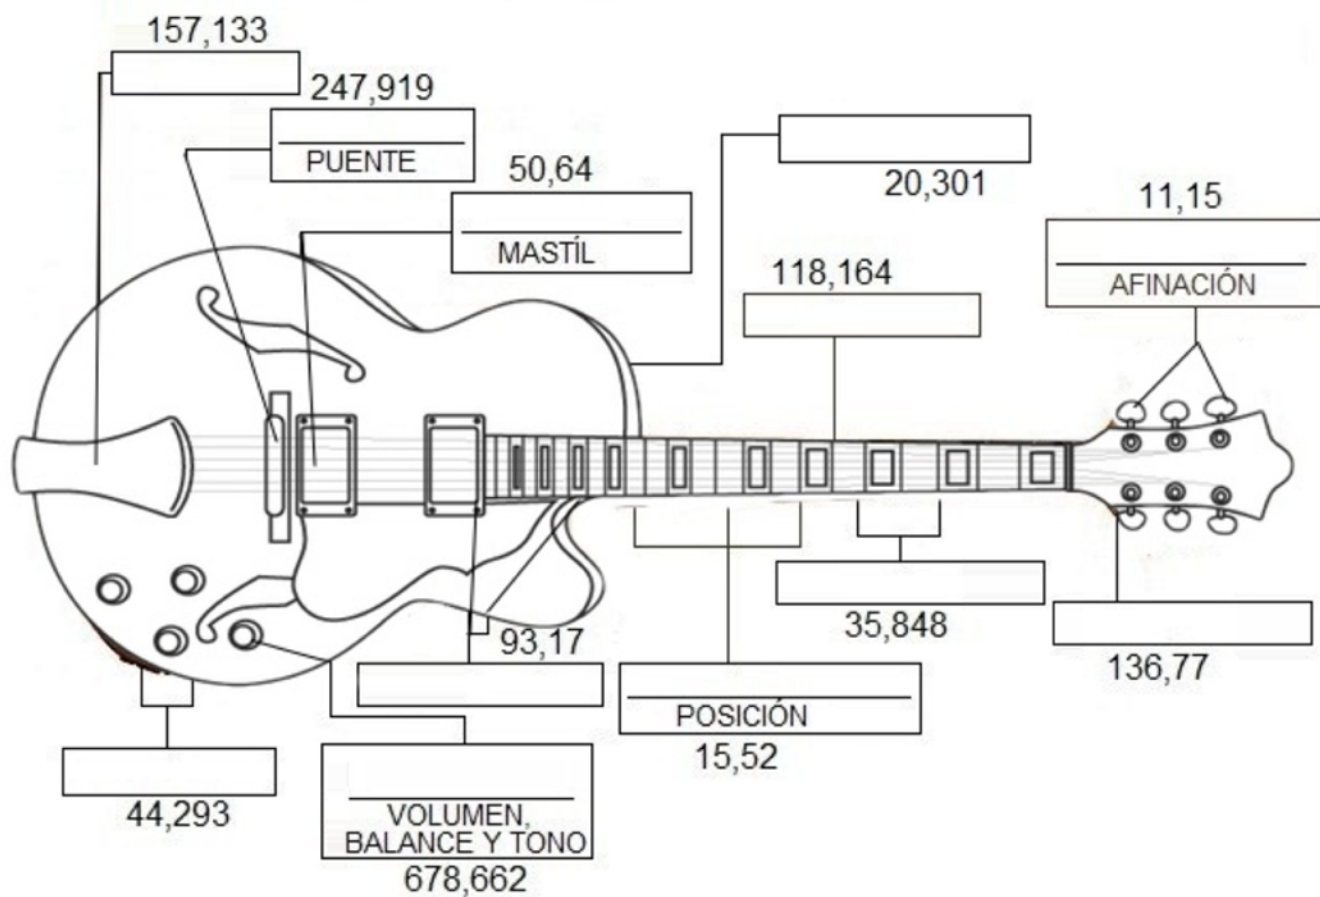 157,133
247,919
PUENTE
50,64
MASTÍL
20,301
11,15
AFINACIÓN
118,164
35,848
136,77
93,17
POSICIÓN
15,52
44,293
VOLUMEN,
BALANCE Y TONO
678,662